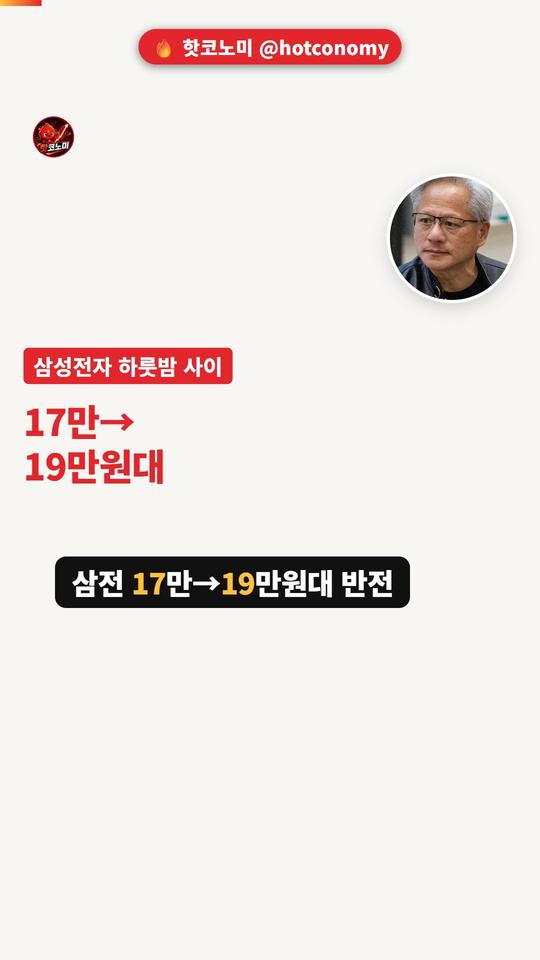 핫코노미 @hotconomy
핫코노미
삼성전자 하룻밤 사이
17만→
19만원대
삼전 17만→19만원대 반전